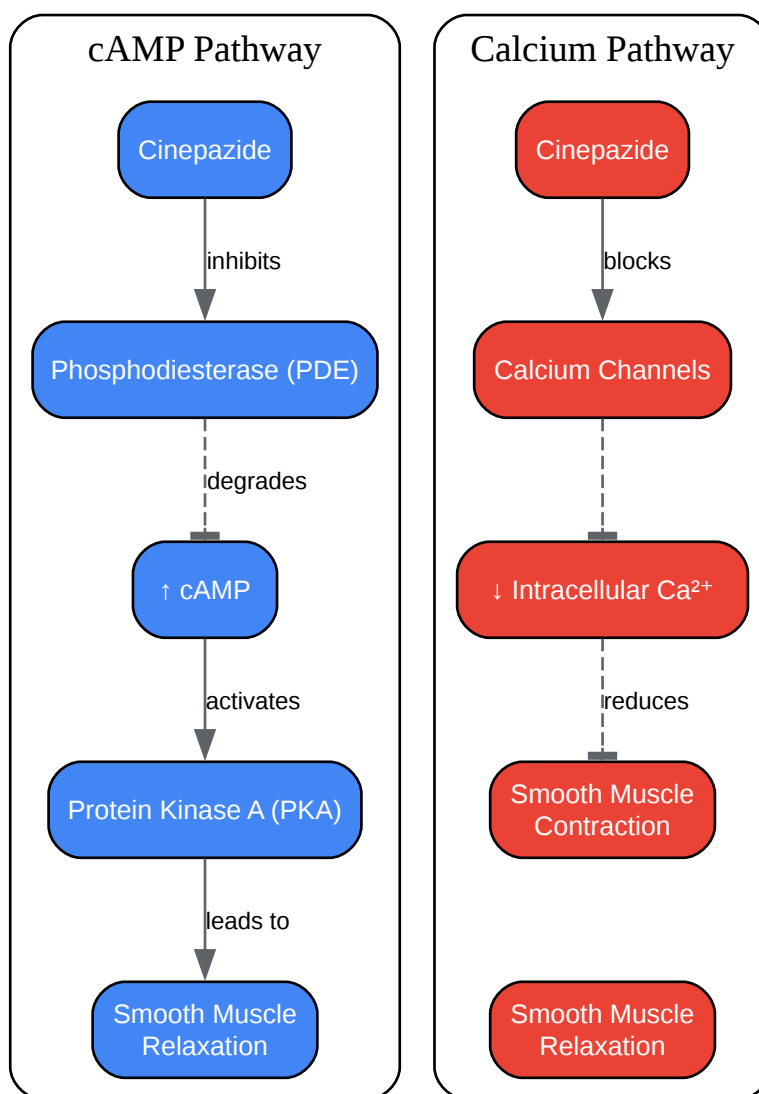 cAMP Pathway
Cinepazide
inhibits
Phosphodiesterase (PDE)
degrades
↑ cAMP
activates
Protein Kinase A (PKA)
leads to
Smooth Muscle
Relaxation
Calcium Pathway
Cinepazide
blocks
Calcium Channels
↓ Intracellular Ca²⁺
reduces
Smooth Muscle
Contraction
Smooth Muscle
Relaxation